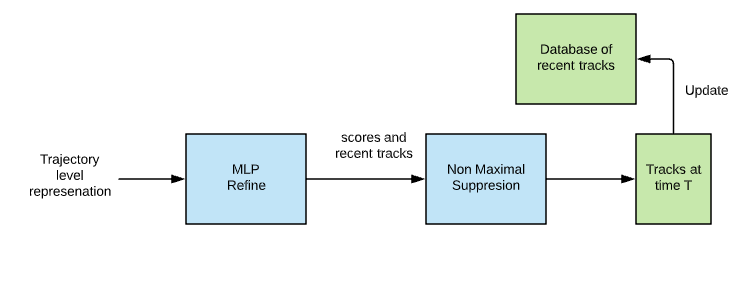 Database of
recent tracks
Update
scores and
recent tracks
Trajectory
level
represenation
MLP
Refine
Non Maximal
Suppresion
Tracks at
time T